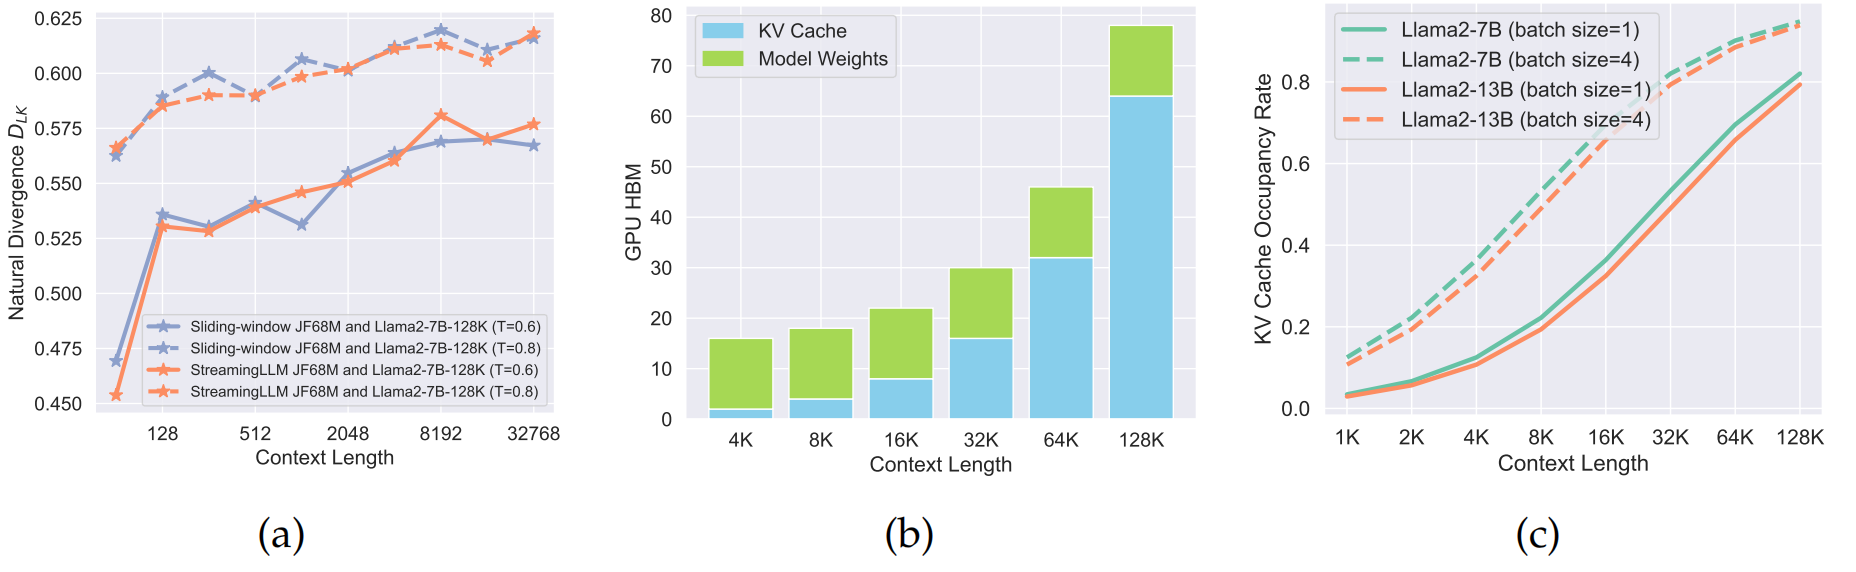 0.625
0.600
0.575
0.550
0.525
0.500
0.475
0.450
Natural Divergence D_LK
Sliding-window JF68M and Llama2-7B-128K (T=0.6)
Sliding-window JF68M and Llama2-7B-128K (T=0.8)
StreamingLLM JF68M and Llama2-7B-128K (T=0.6)
StreamingLLM JF68M and Llama2-7B-128K (T=0.8)
128 512 2048 8192 32768
Context Length
(a)
80
70
60
50
40
30
20
10
0
GPU HBM
KV Cache
Model Weights
4K 8K 16K 32K 64K 128K
Context Length
(b)
0.8
0.6
0.4
0.2
0.0
KV Cache Occupancy Rate
Llama2-7B (batch size=1)
Llama2-7B (batch size=4)
Llama2-13B (batch size=1)
Llama2-13B (batch size=4)
1K 2K 4K 8K 16K 32K 64K 128K
Context Length
(c)